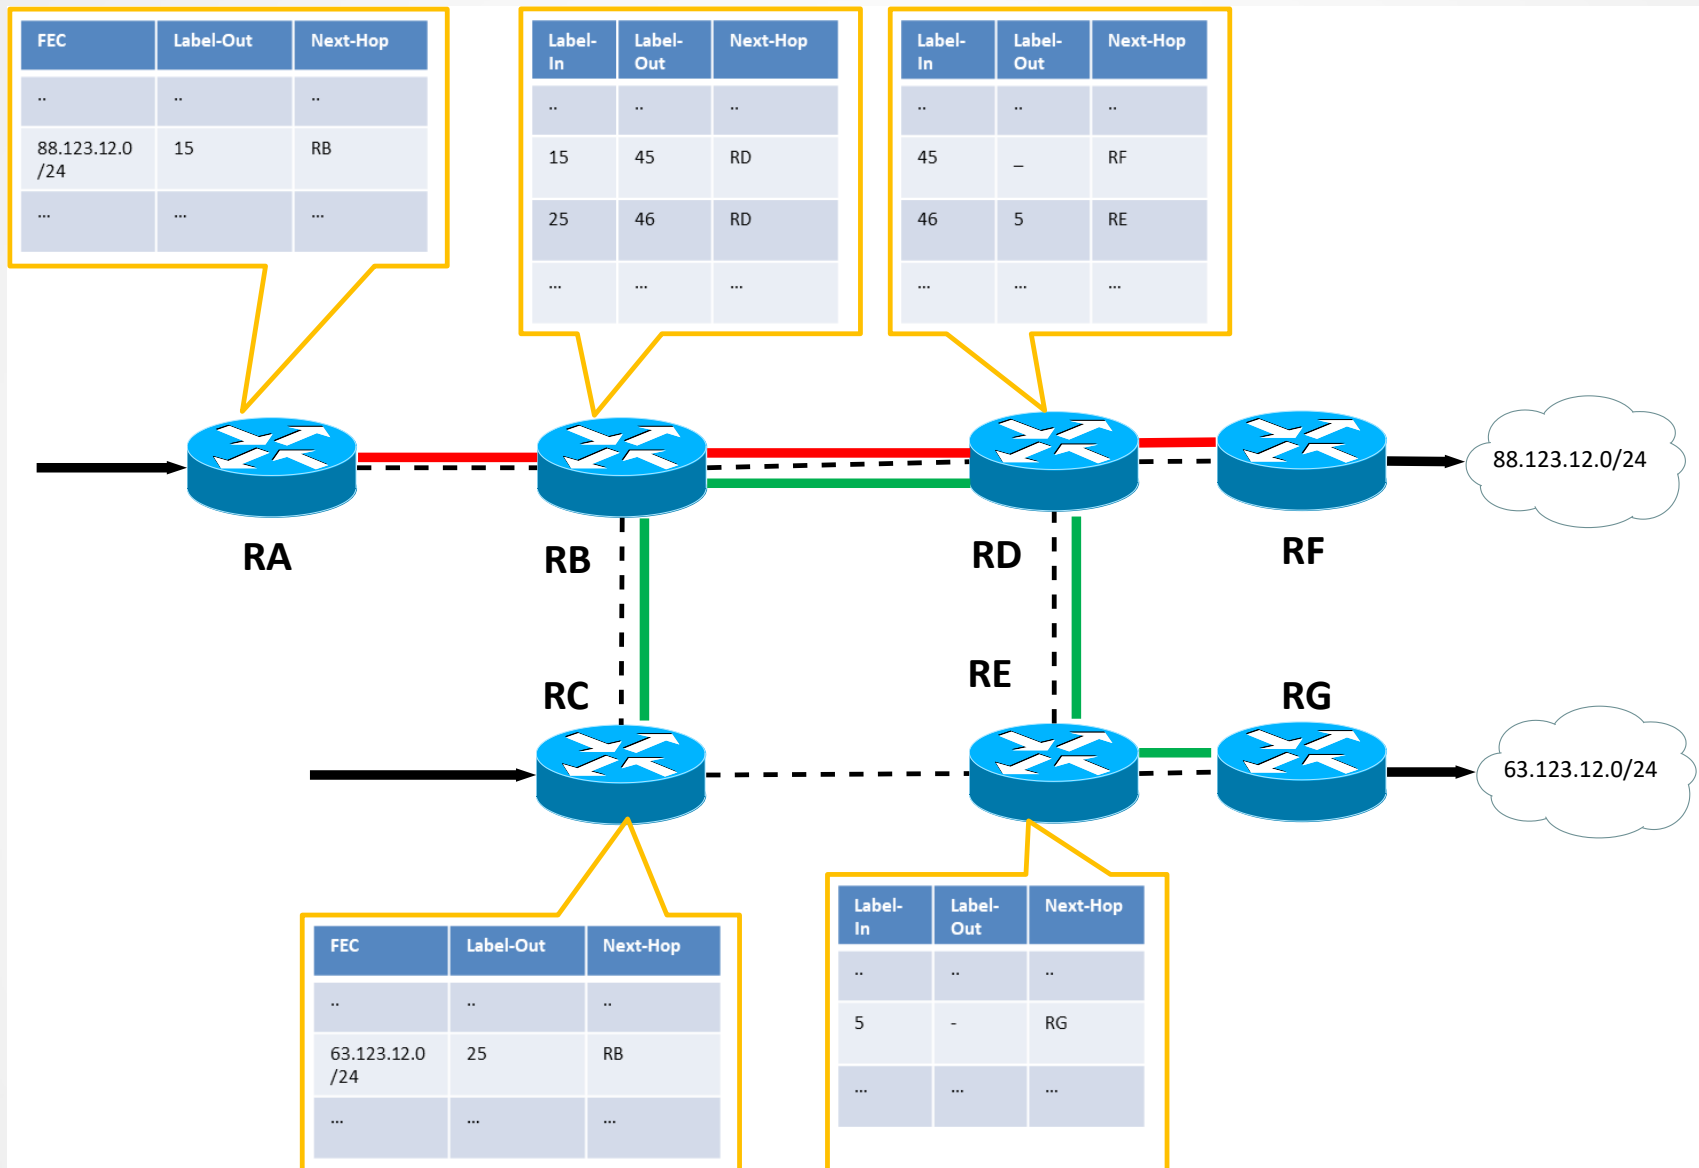 FEC Label-Out Next-Hop
.. .. ..
88.123.12.0 15 RB
/24
... ... ...
Label- Label- Next-Hop
In Out
.. .. ..
15 45 RD
25 46 RD
... ... ...
Label- Label- Next-Hop
In Out
.. .. ..
45 _ RF
46 5 RE
... ... ...
88.123.12.0/24
RA
RB
RD
RF
RC
RE
RG
63.123.12.0/24
FEC Label-Out Next-Hop
.. .. ..
63.123.12.0 25 RB
/24
... ... ...
Label- Label- Next-Hop
In Out
.. .. ..
5 - RG
... ... ...